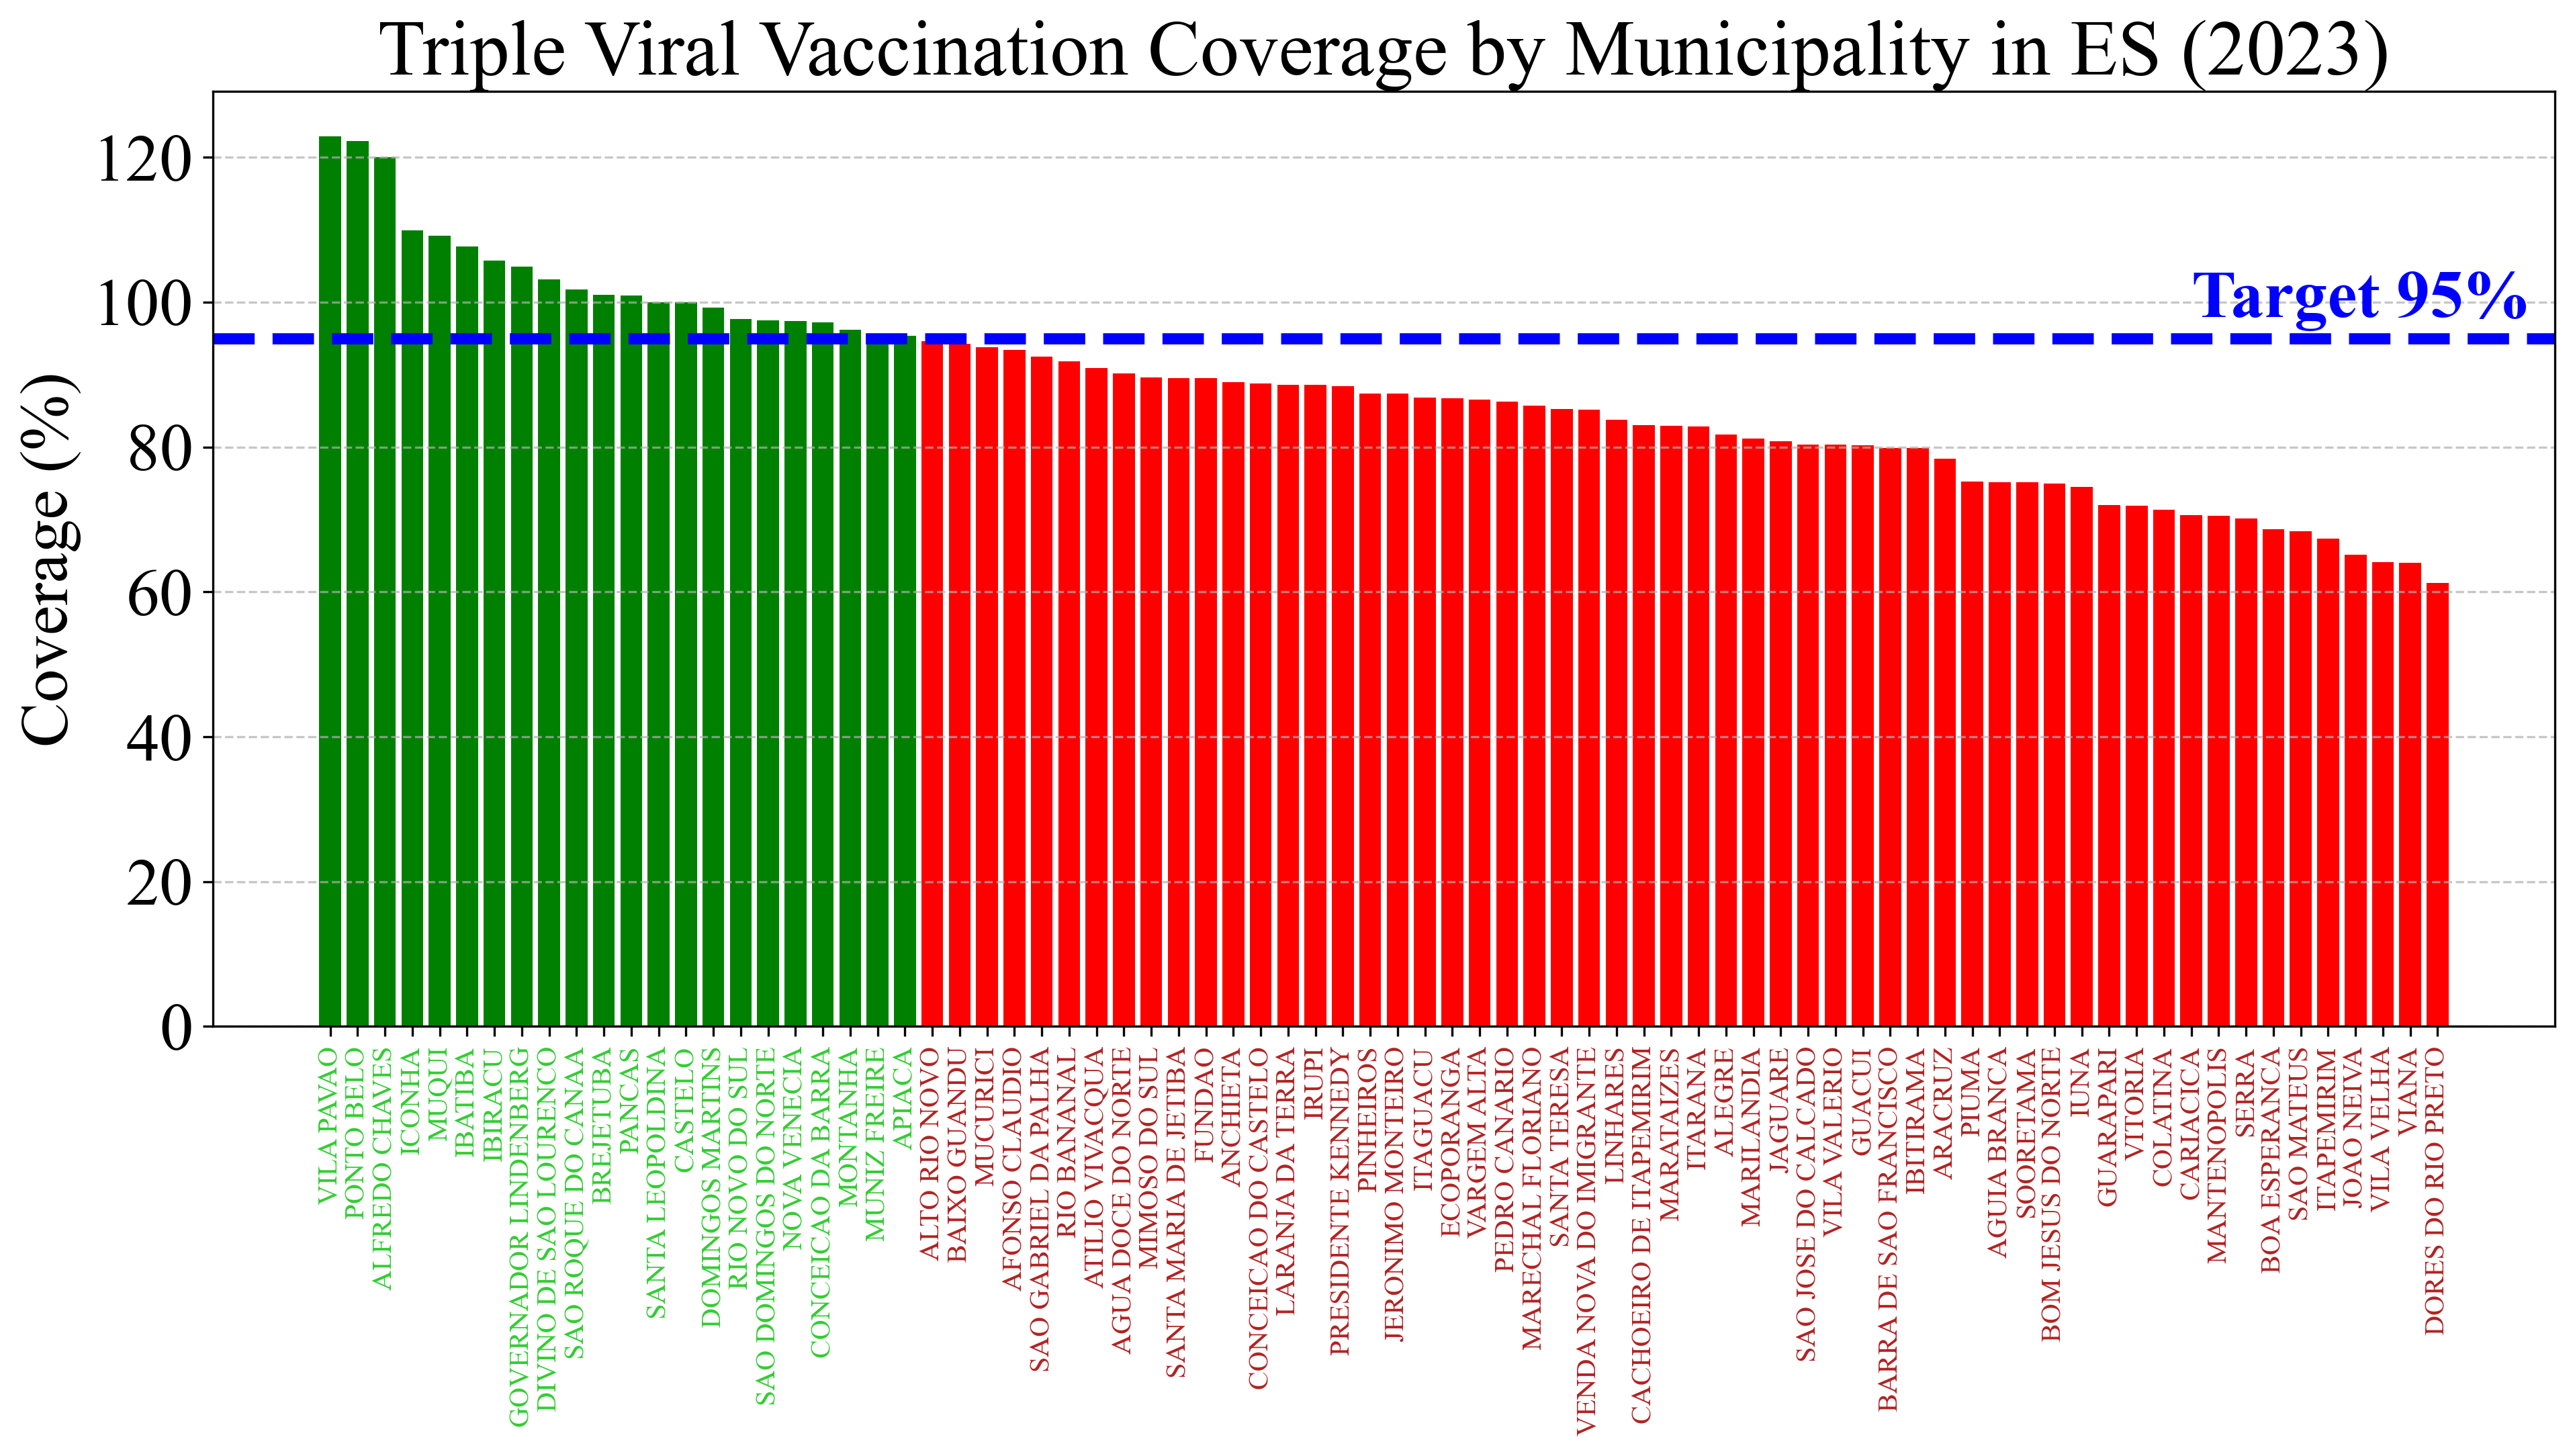 Triple Viral Vaccination Coverage by Municipality in ES (2023)
Coverage (%)
120
100
80
60
40
20
0
Target 95%
VILA PAVAO
PONTO BELO
ALFREDO CHAVES
ICONHA
MUQUI
IBATIBA
IBIRACU
GOVERNADOR LINDENBERG
DIVINO DE SAO LOURENCO
SAO ROQUE DO CANAA
BREJETUBA
PANCAS
SANTA LEOPOLDINA
CASTELO
DOMINGOS MARTINS
RIO NOVO DO SUL
SAO DOMINGOS DO NORTE
NOVA VENECIA
CONCEICAO DA BARRA
MONTANHA
MUNIZ FREIRE
APIACA
ALTO RIO NOVO
BAIXO GUANDU
MUCURICI
AFONSO CLAUDIO
SAO GABRIEL DA PALHA
RIO BANANAL
ATILIO VIVACQUA
AGUA DOCE DO NORTE
MIMOSO DO SUL
SANTA MARIA DE JETIBA
FUNDAO
ANCHIETA
CONCEICAO DO CASTELO
LARANJA DA TERRA
IRUPI
PRESIDENTE KENNEDY
PINHEIROS
JERONIMO MONTEIRO
ITAGUACU
ECOPORANGA
VARGEM ALTA
PEDRO CANARIO
MARECHAL FLORIANO
SANTA TERESA
VENDA NOVA DO IMIGRANTE
LINHARES
CACHOEIRO DE ITAPEMIRIM
MARATAIZES
ITARANA
ALEGRE
MARILANDIA
JAGUARE
SAO JOSE DO CALCADO
VILA VALERIO
GUACUI
BARRA DE SAO FRANCISCO
IBITIRAMA
ARACRUZ
PIUMA
AGUIA BRANCA
SOORETAMA
BOM JESUS DO NORTE
IUNA
GUARAPARI
VITORIA
COLATINA
CARIACICA
MANTENOPOLIS
SERRA
BOA ESPERANCA
SAO MATEUS
ITAPEMIRIM
JOAO NEIVA
VILA VELHA
VIANA
DORES DO RIO PRETO